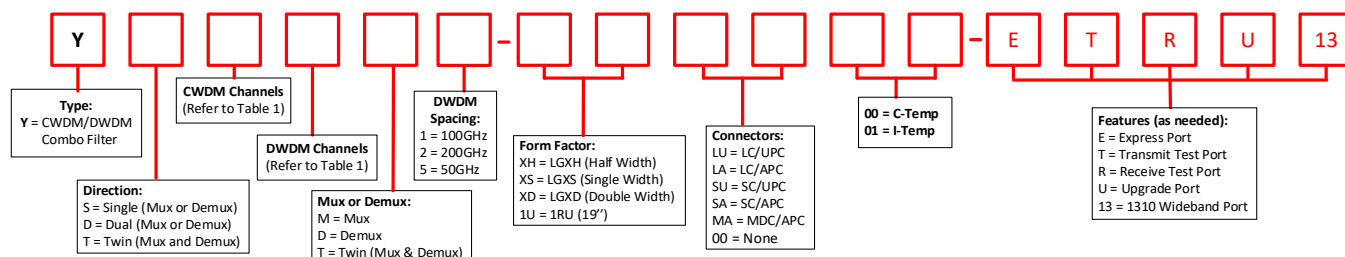 Y - - E T R U 13
Type:
Y = CWDM/DWDM
Combo Filter
CWDM Channels
(Refer to Table 1)
DWDM
Spacing:
1 = 100GHz
2 = 200GHz
5 = 50GHz
00 = C-Temp
01 = I-Temp
Features (as needed):
E = Express Port
T = Transmit Test Port
R = Receive Test Port
U = Upgrade Port
13 = 1310 Wideband Port
DWDM Channels
(Refer to Table 1)
Form Factor:
XH = LGXH (Half Width)
XS = LGXS (Single Width)
XD = LGXD (Double Width)
1U = 1RU (19’’)
Connectors:
LU = LC/UPC
LA = LC/APC
SU = SC/UPC
SA = SC/APC
MA = MDC/APC
00 = None
Direction:
S = Single (Mux or Demux)
D = Dual (Mux or Demux)
T = Twin (Mux and Demux)
Mux or Demux:
M = Mux
D = Demux
T = Twin (Mux & Demux)